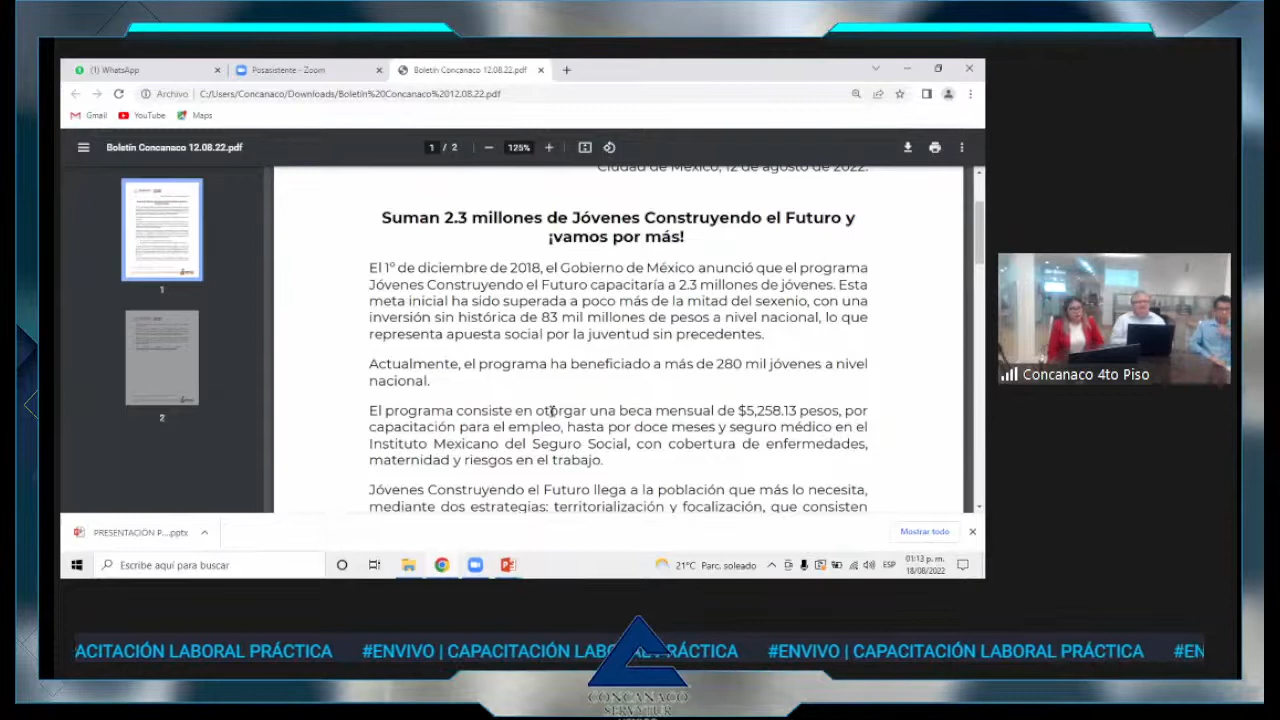 (1) WhatsApp
Posasistente - Zoom
Boletín Concanaco 12.08.22.pdf
Archivo
C:/Users/Concanaco/Downloads/Boletín%20Concanaco%2012.08.22.pdf
Gmail
YouTube
Maps
Boletín Concanaco 12.08.22.pdf
1 / 2
125%
Ciudad de México, 12 de agosto de 2022.
Suman 2.3 millones de Jóvenes Construyendo el Futuro y
¡vamos por más!
El 1º de diciembre de 2018, el Gobierno de México anunció que el programa
Jóvenes Construyendo el Futuro capacitaría a 2.3 millones de jóvenes. Esta
meta inicial ha sido superada a poco más de la mitad del sexenio, con una
inversión sin histórica de 83 mil millones de pesos a nivel nacional, lo que
representa apuesta social por la juventud sin precedentes.
Actualmente, el programa ha beneficiado a más de 280 mil jóvenes a nivel
nacional.
El programa consiste en otorgar una beca mensual de $5,258.13 pesos, por
capacitación para el empleo, hasta por doce meses y seguro médico en el
Instituto Mexicano del Seguro Social, con cobertura de enfermedades,
maternidad y riesgos en el trabajo.
Jóvenes Construyendo el Futuro llega a la población que más lo necesita,
mediante dos estrategias: territorialización y focalización, que consisten
1
2
Concanaco 4to Piso
PRESENTACIÓN P....pptx
Mostrar todo
Escribe aquí para buscar
21°C Parc. soleado
ESP
01:13 p. m.
18/08/2022
ACITACIÓN LABORAL PRÁCTICA #ENVIVO | CAPACITACIÓN LABORAL PRÁCTICA #ENVIVO | CAPACITACIÓN LABORAL PRÁCTICA #EN
CONCANACO
SERVYTUR
MÉXICO